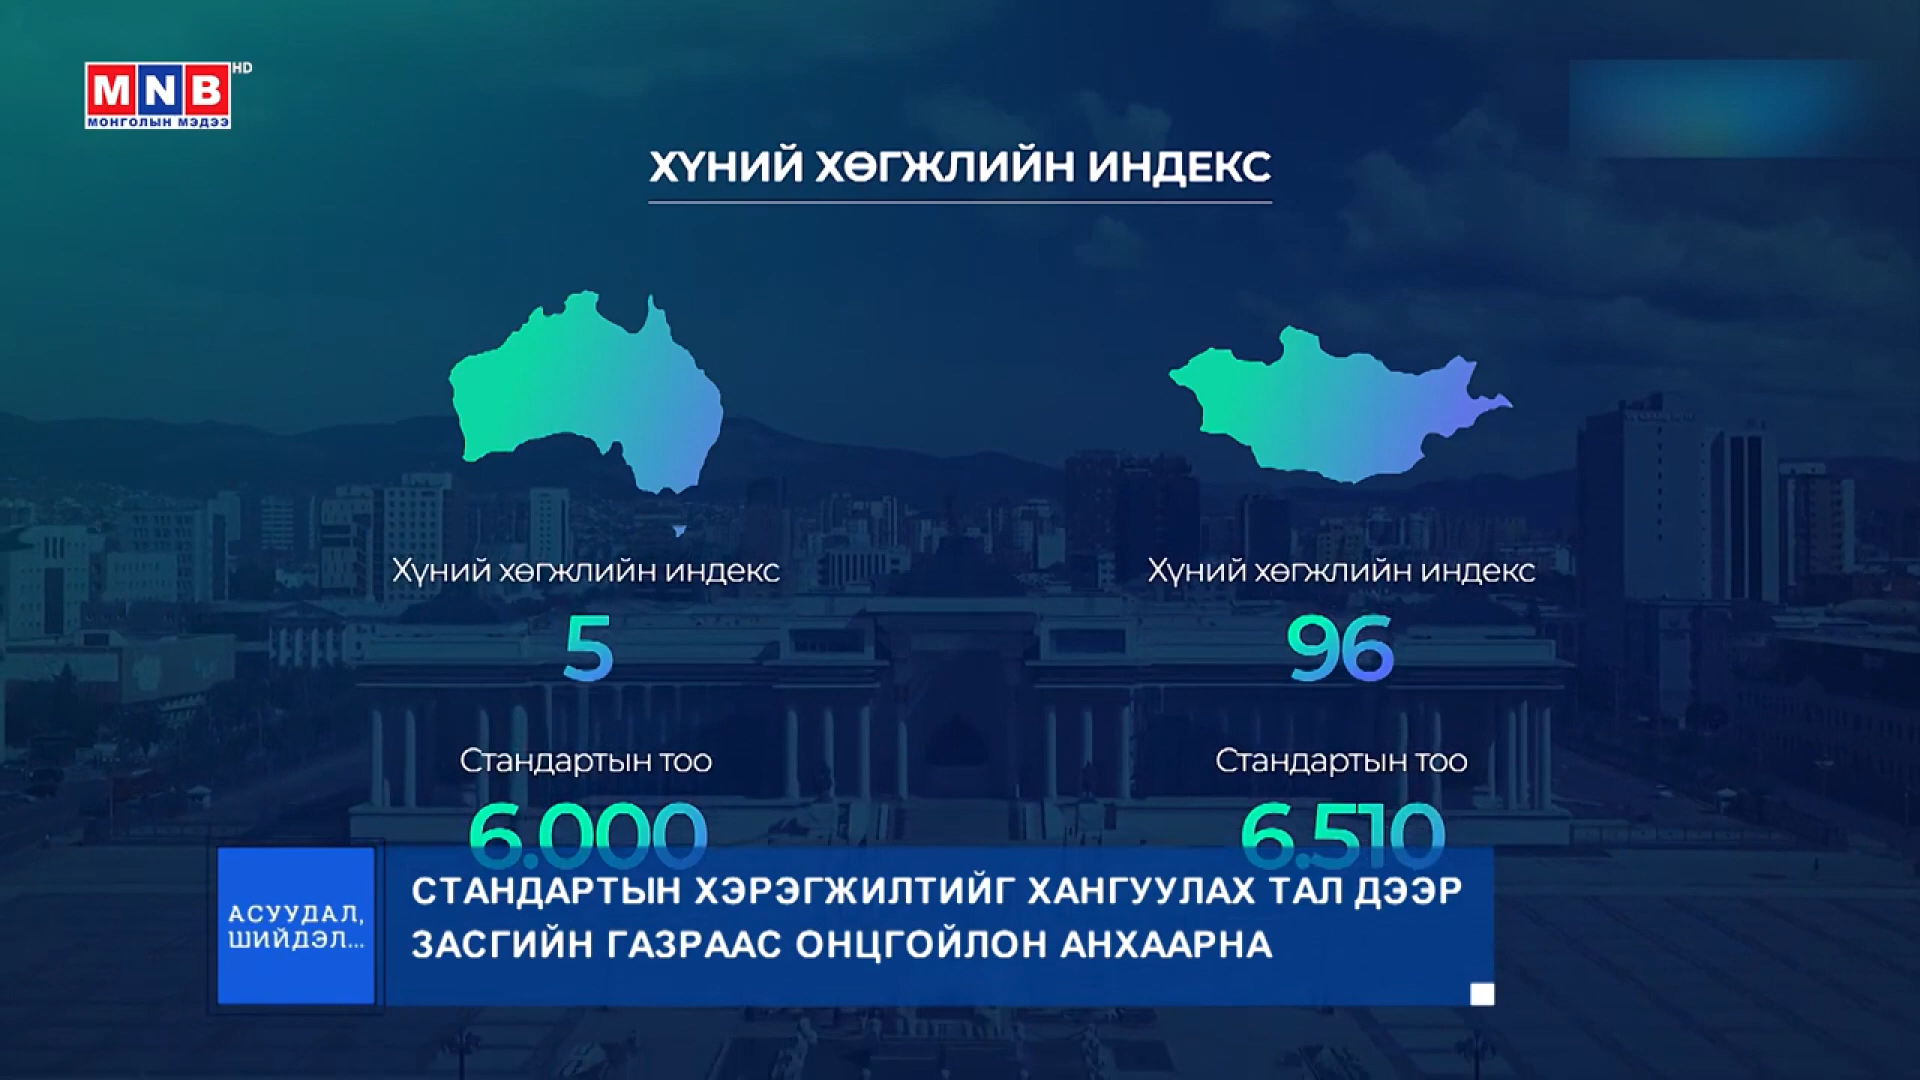 MNB HD
МОНГОЛЫН МЭДЭЭ
ХҮНИЙ ХӨГЖЛИЙН ИНДЕКС
Хүний хөгжлийн индекс
5
Стандартын тоо
6.000
Хүний хөгжлийн индекс
96
Стандартын тоо
6.510
АСУУДАЛ,
ШИЙДЭЛ...
СТАНДАРТЫН ХЭРЭГЖИЛТИЙГ ХАНГУУЛАХ ТАЛ ДЭЭР
ЗАСГИЙН ГАЗРААС ОНЦГОЙЛОН АНХААРНА